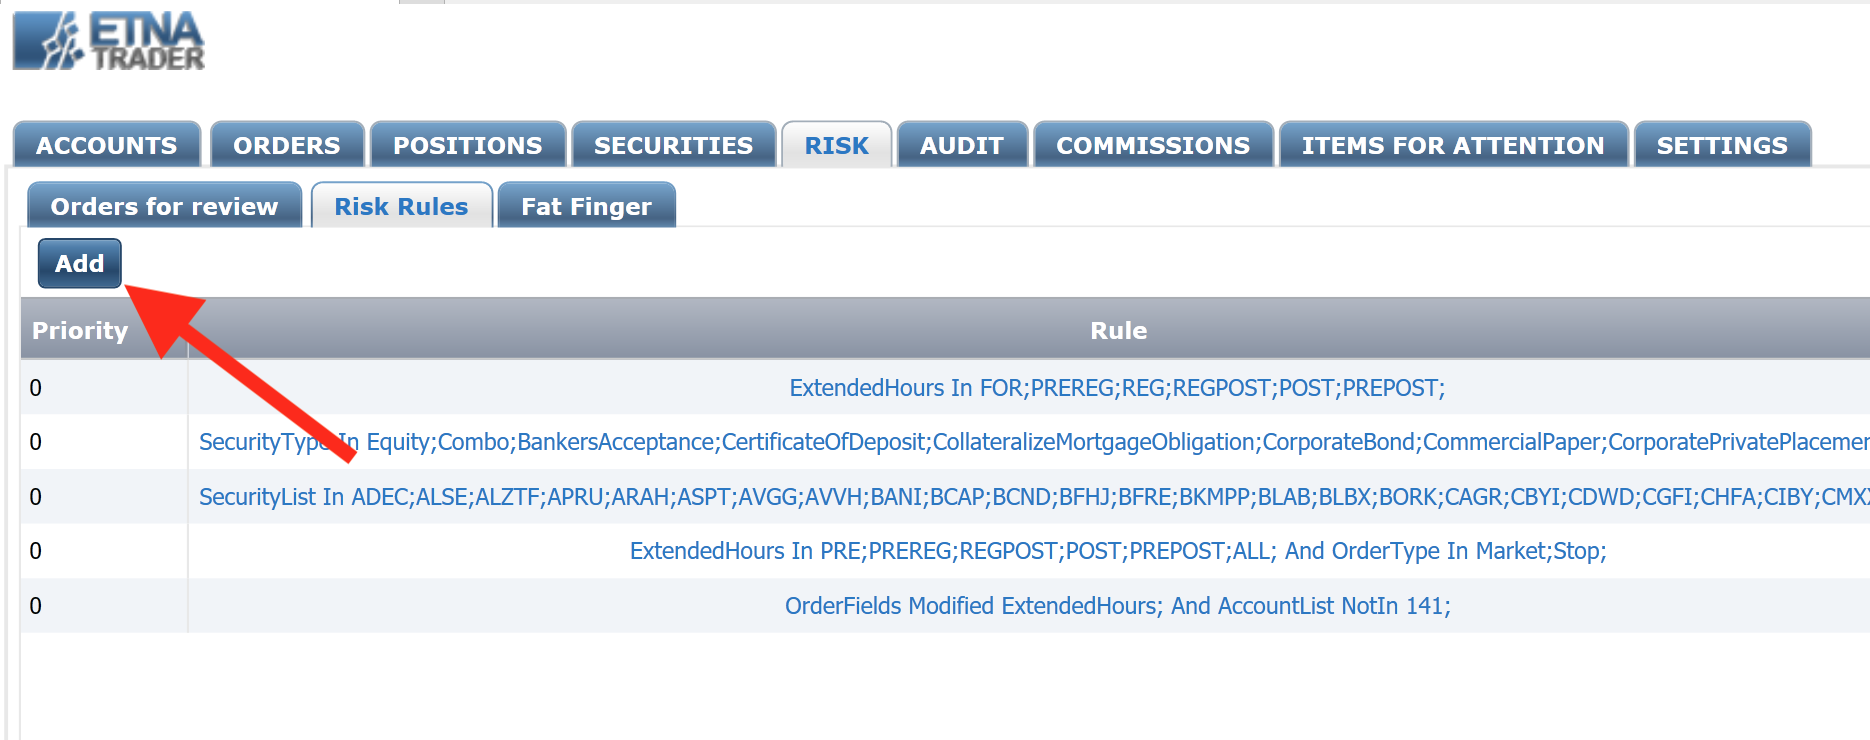 ETNA
TRADER
ACCOUNTS ORDERS POSITIONS SECURITIES RISK AUDIT COMMISSIONS ITEMS FOR ATTENTION SETTINGS
Orders for review Risk Rules Fat Finger
Add
Priority Rule
0 ExtendedHours In FOR;PREREG;REG;REGPOST;POST;PREPOST;
0 SecurityType In Equity;Combo;BankersAcceptance;CertificateOfDeposit;CollateralizeMortgageObligation;CorporateBond;CommercialPaper;CorporatePrivatePlacemen
0 SecurityList In ADEC;ALSE;ALZTF;APRU;ARAH;ASPT;AVGG;AVVH;BANI;BCAP;BCND;BFHJ;BFRE;BKMPP;BLAB;BLBX;BORK;CAGR;CBYI;CDWD;CGFI;CHFA;CIBY;CMXX
0 ExtendedHours In PRE;PREREG;REGPOST;POST;PREPOST;ALL; And OrderType In Market;Stop;
0 OrderFields Modified ExtendedHours; And AccountList NotIn 141;